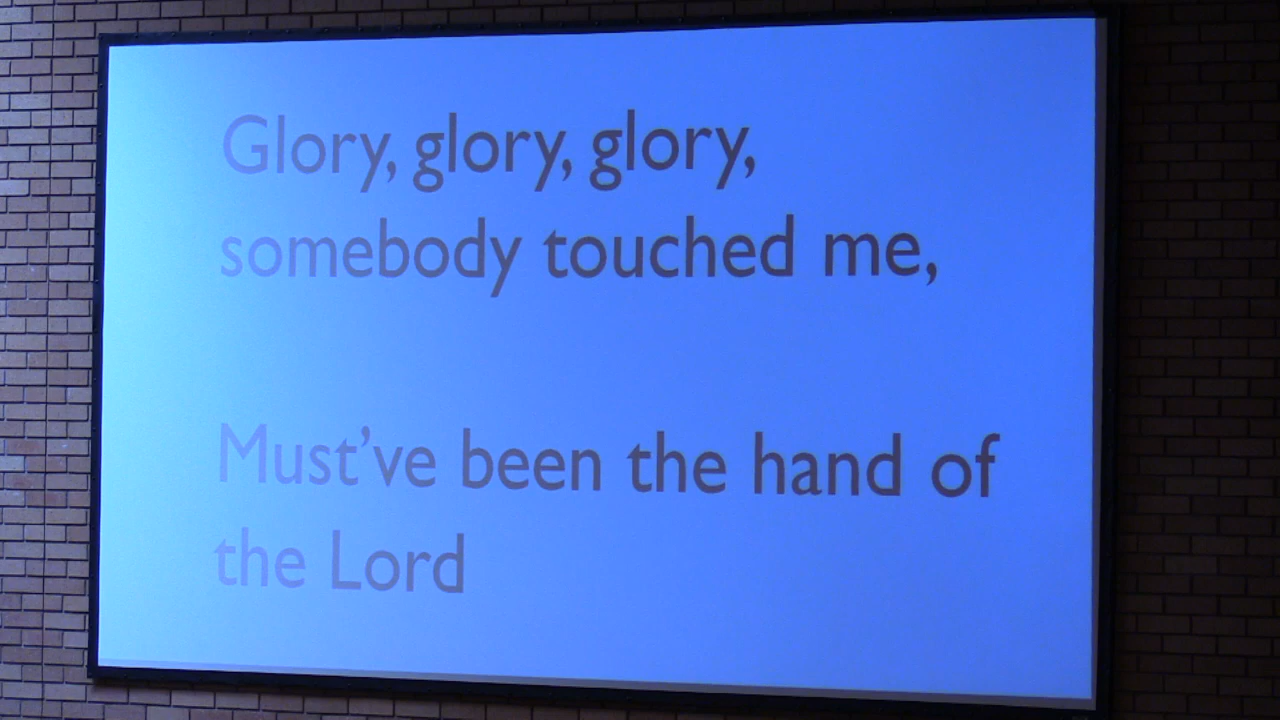 Glory, glory, glory,
somebody touched me,
Must’ve been the hand of
the Lord